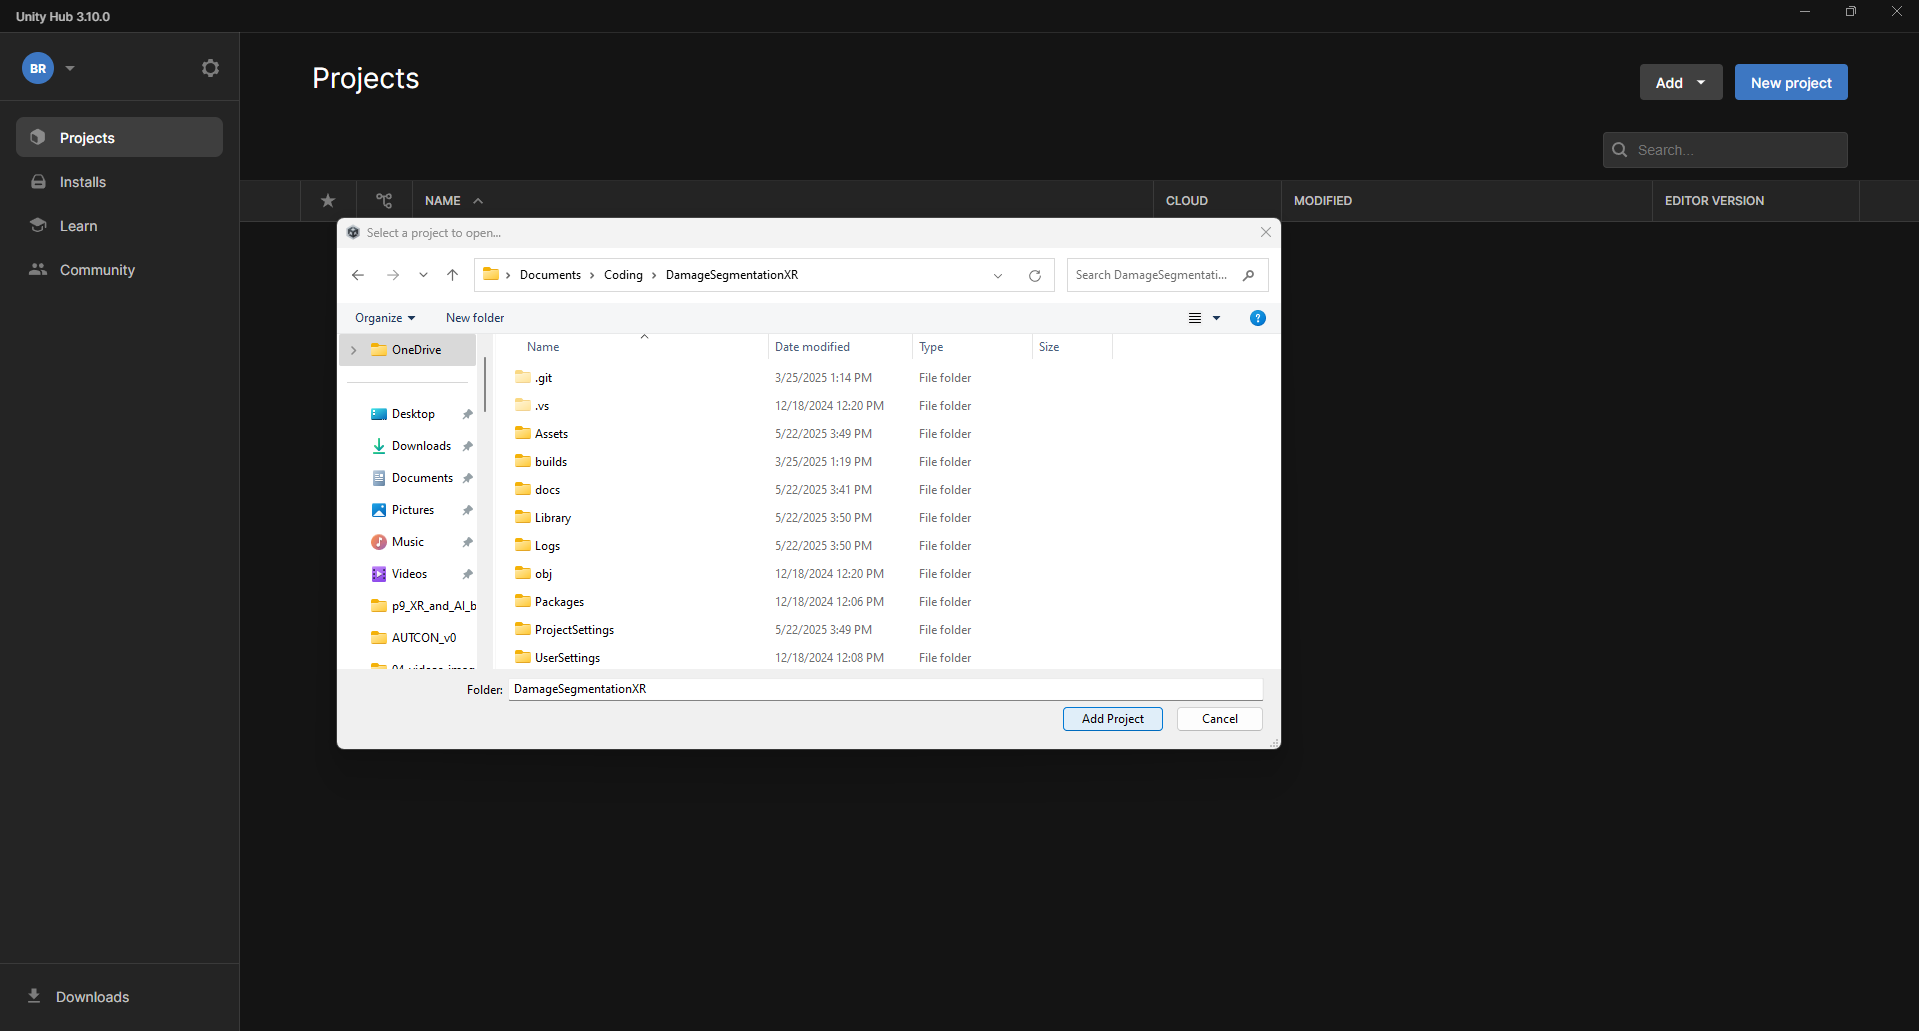 Unity Hub 3.10.0
BR
Projects
Add
New project
Projects
Installs
Learn
Community
Search...
NAME
CLOUD
MODIFIED
EDITOR VERSION
Select a project to open...
Documents
Coding
DamageSegmentationXR
Search DamageSegmentati...
Organize
New folder
?
OneDrive
Desktop
Downloads
Documents
Pictures
Music
Videos
p9_XR_and_AI_b
AUTCON_v0
Name Date modified Type Size
.git 3/25/2025 1:14 PM File folder
.vs 12/18/2024 12:20 PM File folder
Assets 5/22/2025 3:49 PM File folder
builds 3/25/2025 1:19 PM File folder
docs 5/22/2025 3:41 PM File folder
Library 5/22/2025 3:50 PM File folder
Logs 5/22/2025 3:50 PM File folder
obj 12/18/2024 12:20 PM File folder
Packages 12/18/2024 12:06 PM File folder
ProjectSettings 5/22/2025 3:49 PM File folder
UserSettings 12/18/2024 12:08 PM File folder
Folder: DamageSegmentationXR
Add Project
Cancel
Downloads